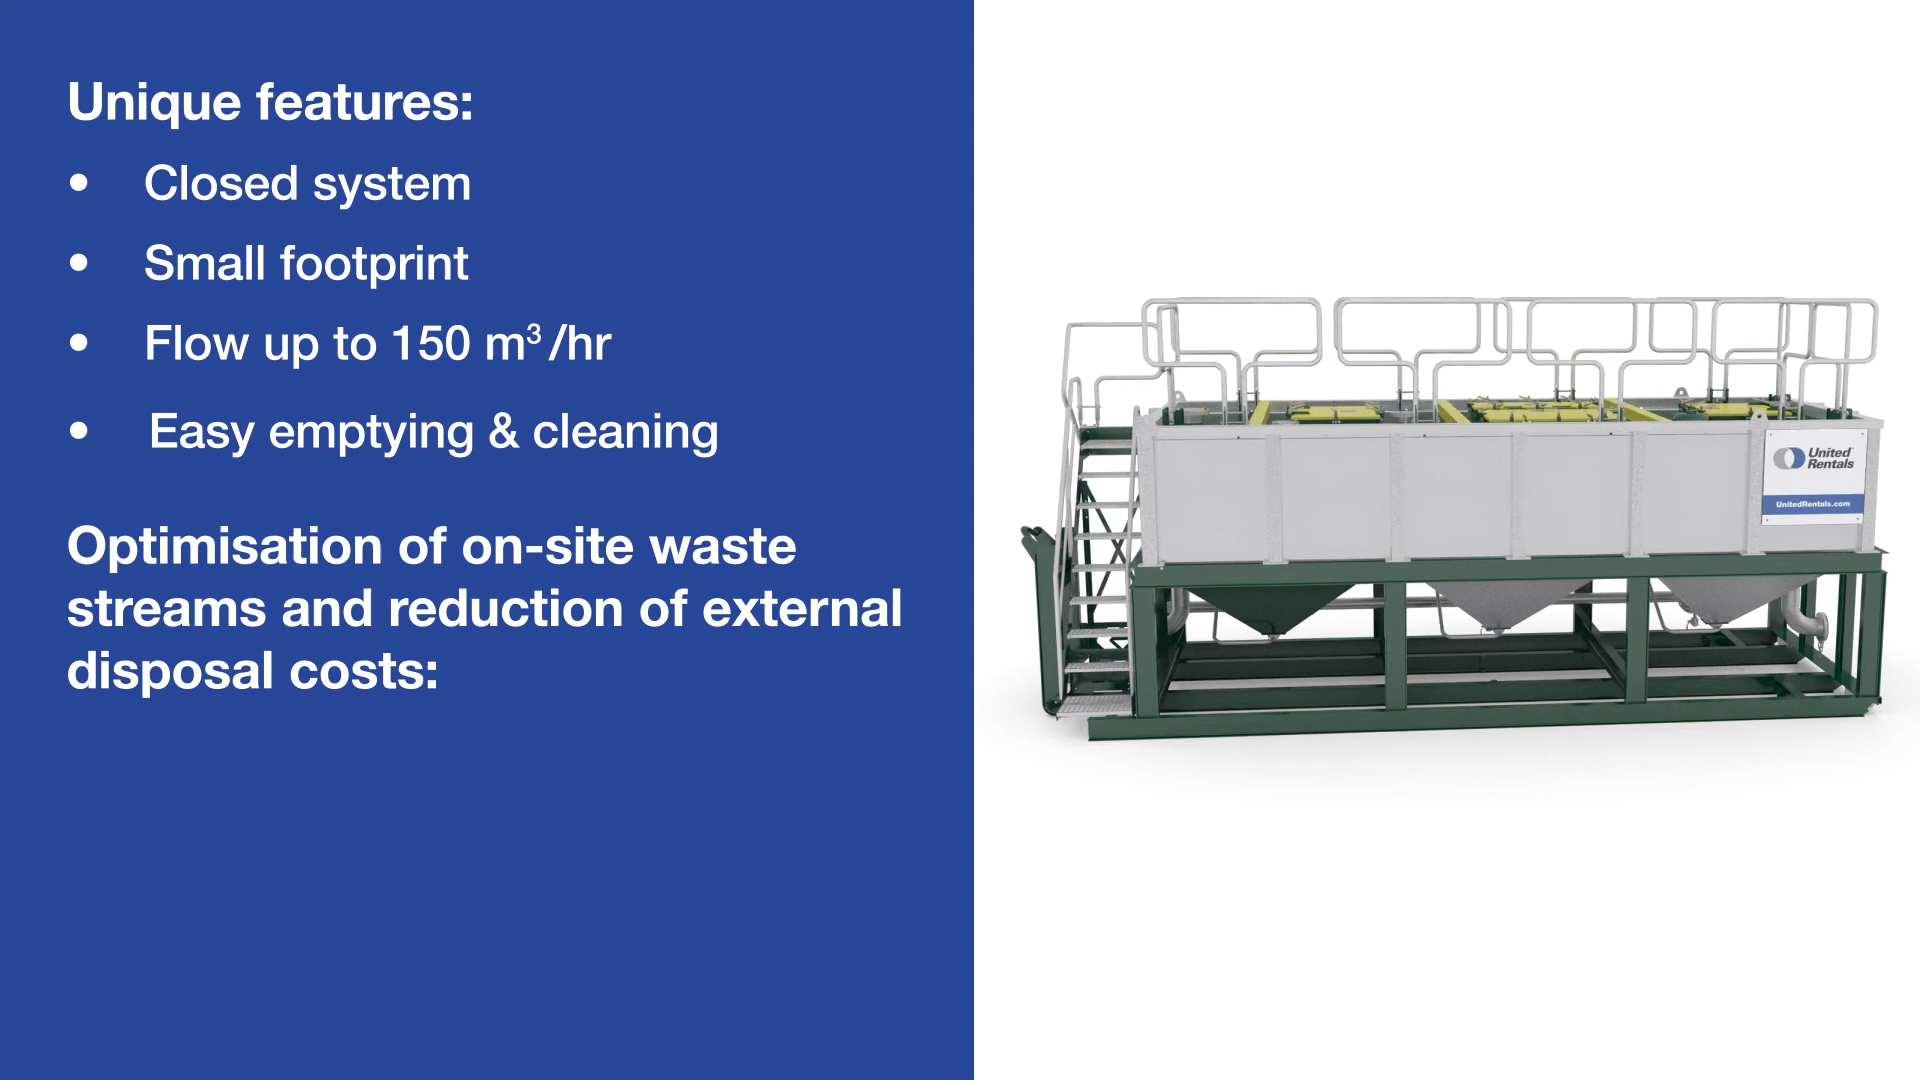 Unique features:
• Closed system
• Small footprint
• Flow up to 150 m³/hr
• Easy emptying & cleaning
Optimisation of on-site waste
streams and reduction of external
disposal costs:
United
Rentals
UnitedRentals.com